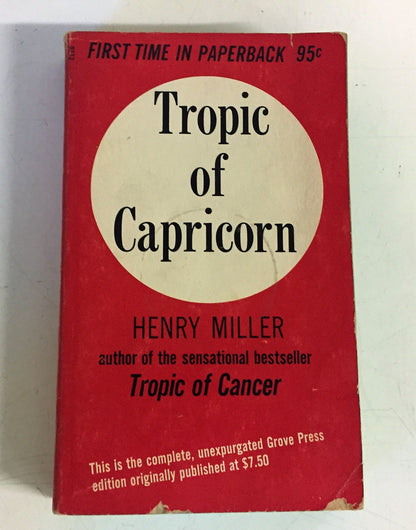 FIRST TIME IN PAPERBACK 95c
Tropic
of
Capricorn
HENRY MILLER
author of the sensational bestseller
Tropic of Cancer
This is the complete, unexpurgated Grove Press
edition originally published at $7.50